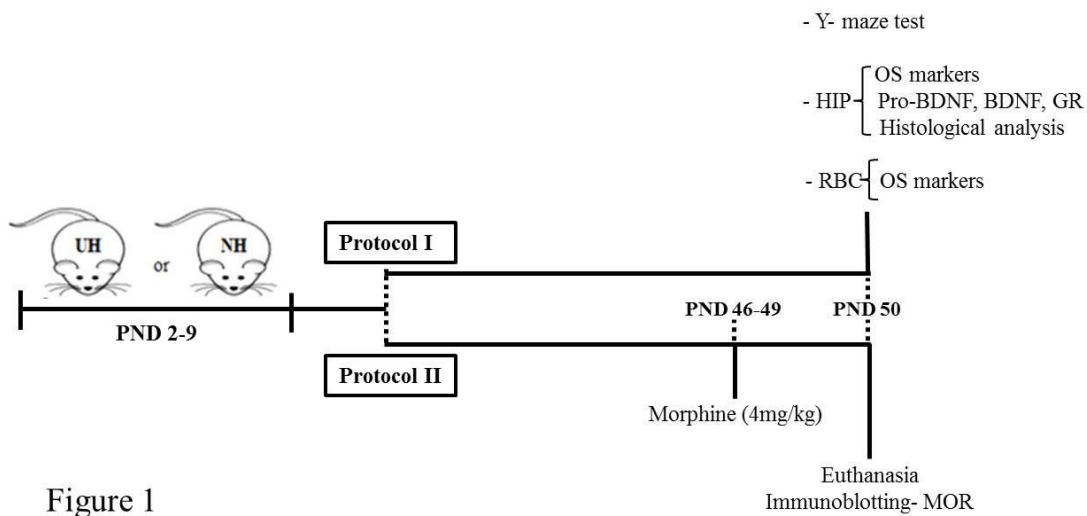 - Y- maze test
OS markers
- HIP Pro-BDNF, BDNF, GR
Histological analysis
- RBC OS markers
UH or NH
Protocol I
PND 2-9
PND 46-49 PND 50
Protocol II
Morphine (4mg/kg)
Euthanasia
Immunoblotting- MOR
Figure 1